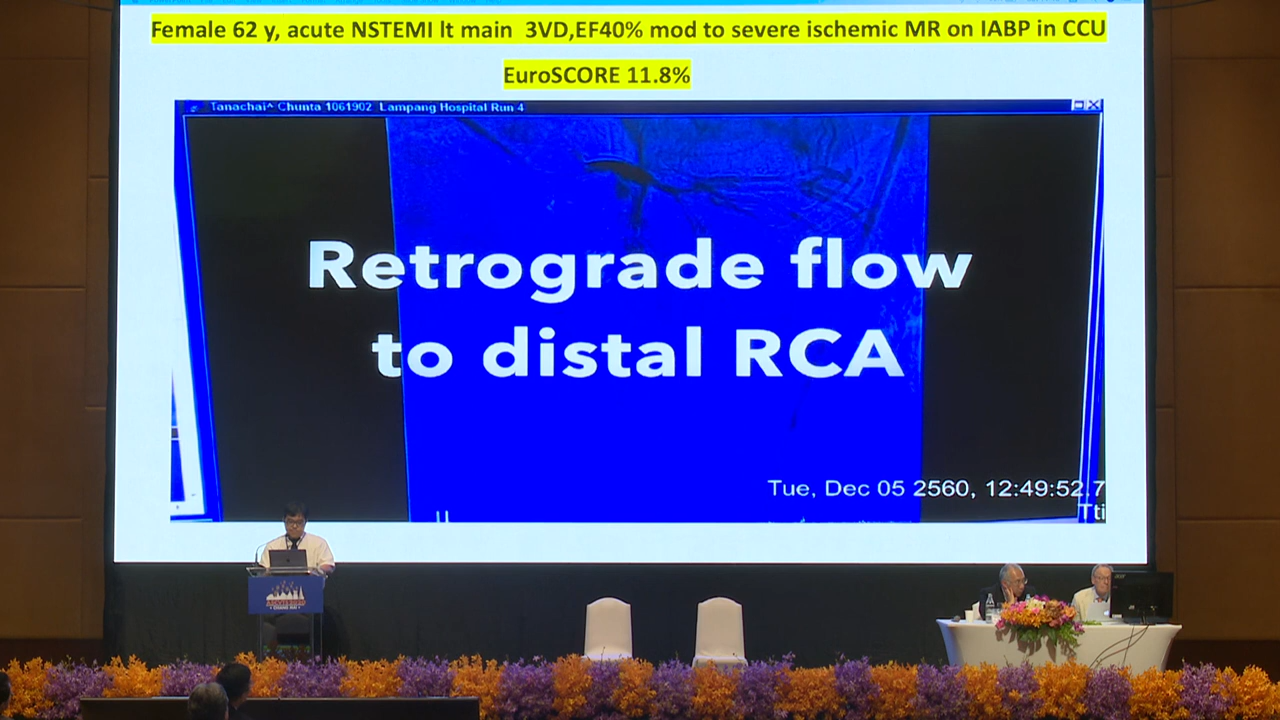 Female 62 y, acute NSTEMI lt main 3VD,EF40% mod to severe ischemic MR on IABP in CCU
EuroSCORE 11.8%
Tanachai^ Chunta 1061902 Lampang Hospital Run 4
Retrograde flow
to distal RCA
Tue, Dec 05 2560, 12:49:52.7